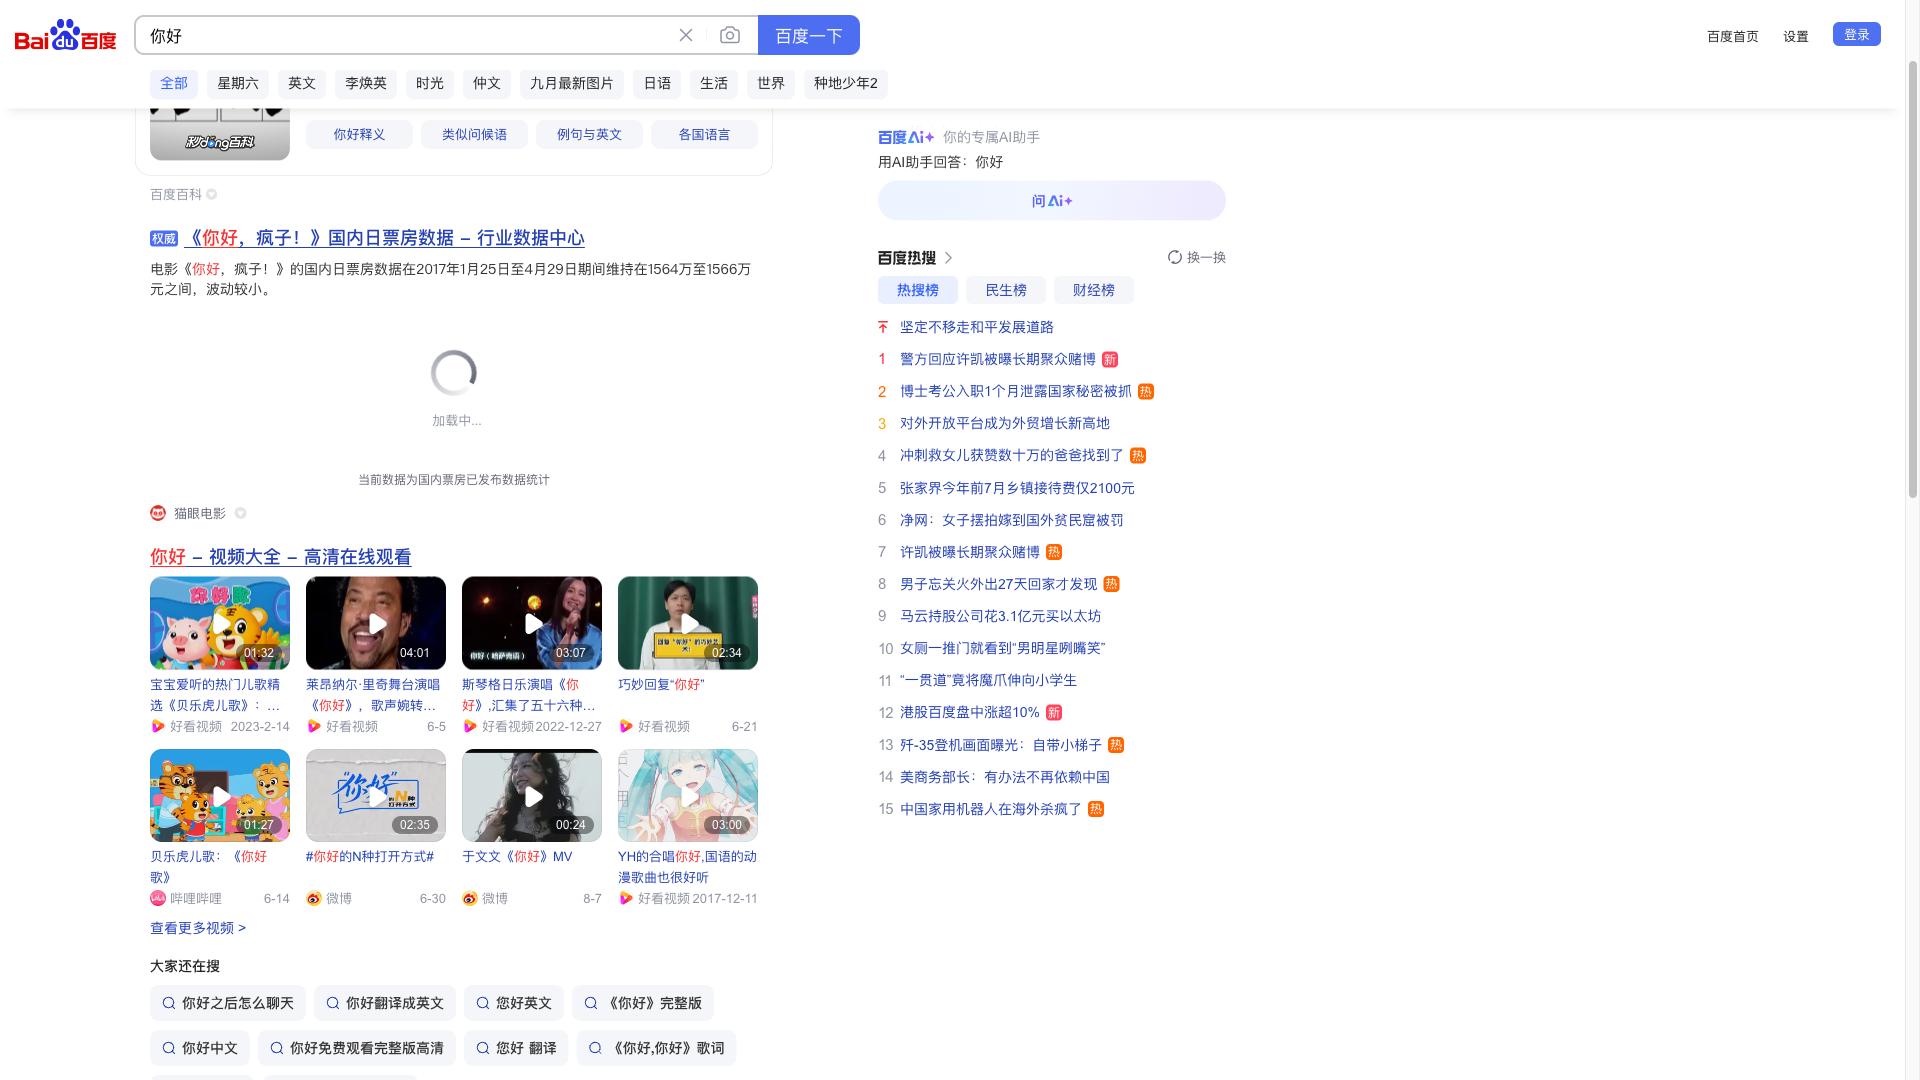 Bai du 百度
你好
百度一下
百度首页
设置
登录
全部
星期六
英文
李焕英
时光
仲文
九月最新图片
日语
生活
世界
种地少年2
秒dong百科
你好释义
类似问候语
例句与英文
各国语言
百度百科
权威 《你好，疯子！》国内日票房数据 - 行业数据中心
电影《你好，疯子！》的国内日票房数据在2017年1月25日至4月29日期间维持在1564万至1566万
元之间，波动较小。
加载中...
当前数据为国内票房已发布数据统计
猫眼电影
你好 - 视频大全 - 高清在线观看
你好歌
01:32
04:01
你好（哈萨克语）
03:07
02:34
宝宝爱听的热门儿歌精
选《贝乐虎儿歌》：...
好看视频 2023-2-14
莱昂纳尔·里奇舞台演唱
《你好》，歌声婉转...
好看视频 6-5
斯琴格日乐演唱《你
好》,汇集了五十六种...
好看视频 2022-12-27
巧妙回复“你好”
好看视频 6-21
01:27
“你好”
的N种
打开方式
02:35
00:24
03:00
贝乐虎儿歌：《你好
歌》
哔哩哔哩 6-14
#你好的N种打开方式#
微博 6-30
于文文《你好》MV
微博 8-7
YH的合唱你好,国语的动
漫歌曲也很好听
好看视频 2017-12-11
查看更多视频 >
大家还在搜
你好之后怎么聊天
你好翻译成英文
您好英文
《你好》完整版
你好中文
你好免费观看完整版高清
您好 翻译
《你好,你好》歌词
百度Ai+ 你的专属AI助手
用AI助手回答：你好
问Ai+
百度热搜
换一换
热搜榜
民生榜
财经榜
坚定不移走和平发展道路
1 警方回应许凯被曝长期聚众赌博 新
2 博士考公入职1个月泄露国家秘密被抓 热
3 对外开放平台成为外贸增长新高地
4 冲刺救女儿获赞数十万的爸爸找到了 热
5 张家界今年前7月乡镇接待费仅2100元
6 净网：女子摆拍嫁到国外贫民窟被罚
7 许凯被曝长期聚众赌博 热
8 男子忘关火外出27天回家才发现 热
9 马云持股公司花3.1亿元买以太坊
10 女厕一推门就看到“男明星咧嘴笑”
11 “一贯道”竟将魔爪伸向小学生
12 港股百度盘中涨超10% 新
13 歼-35登机画面曝光：自带小梯子 热
14 美商务部长：有办法不再依赖中国
15 中国家用机器人在海外杀疯了 热